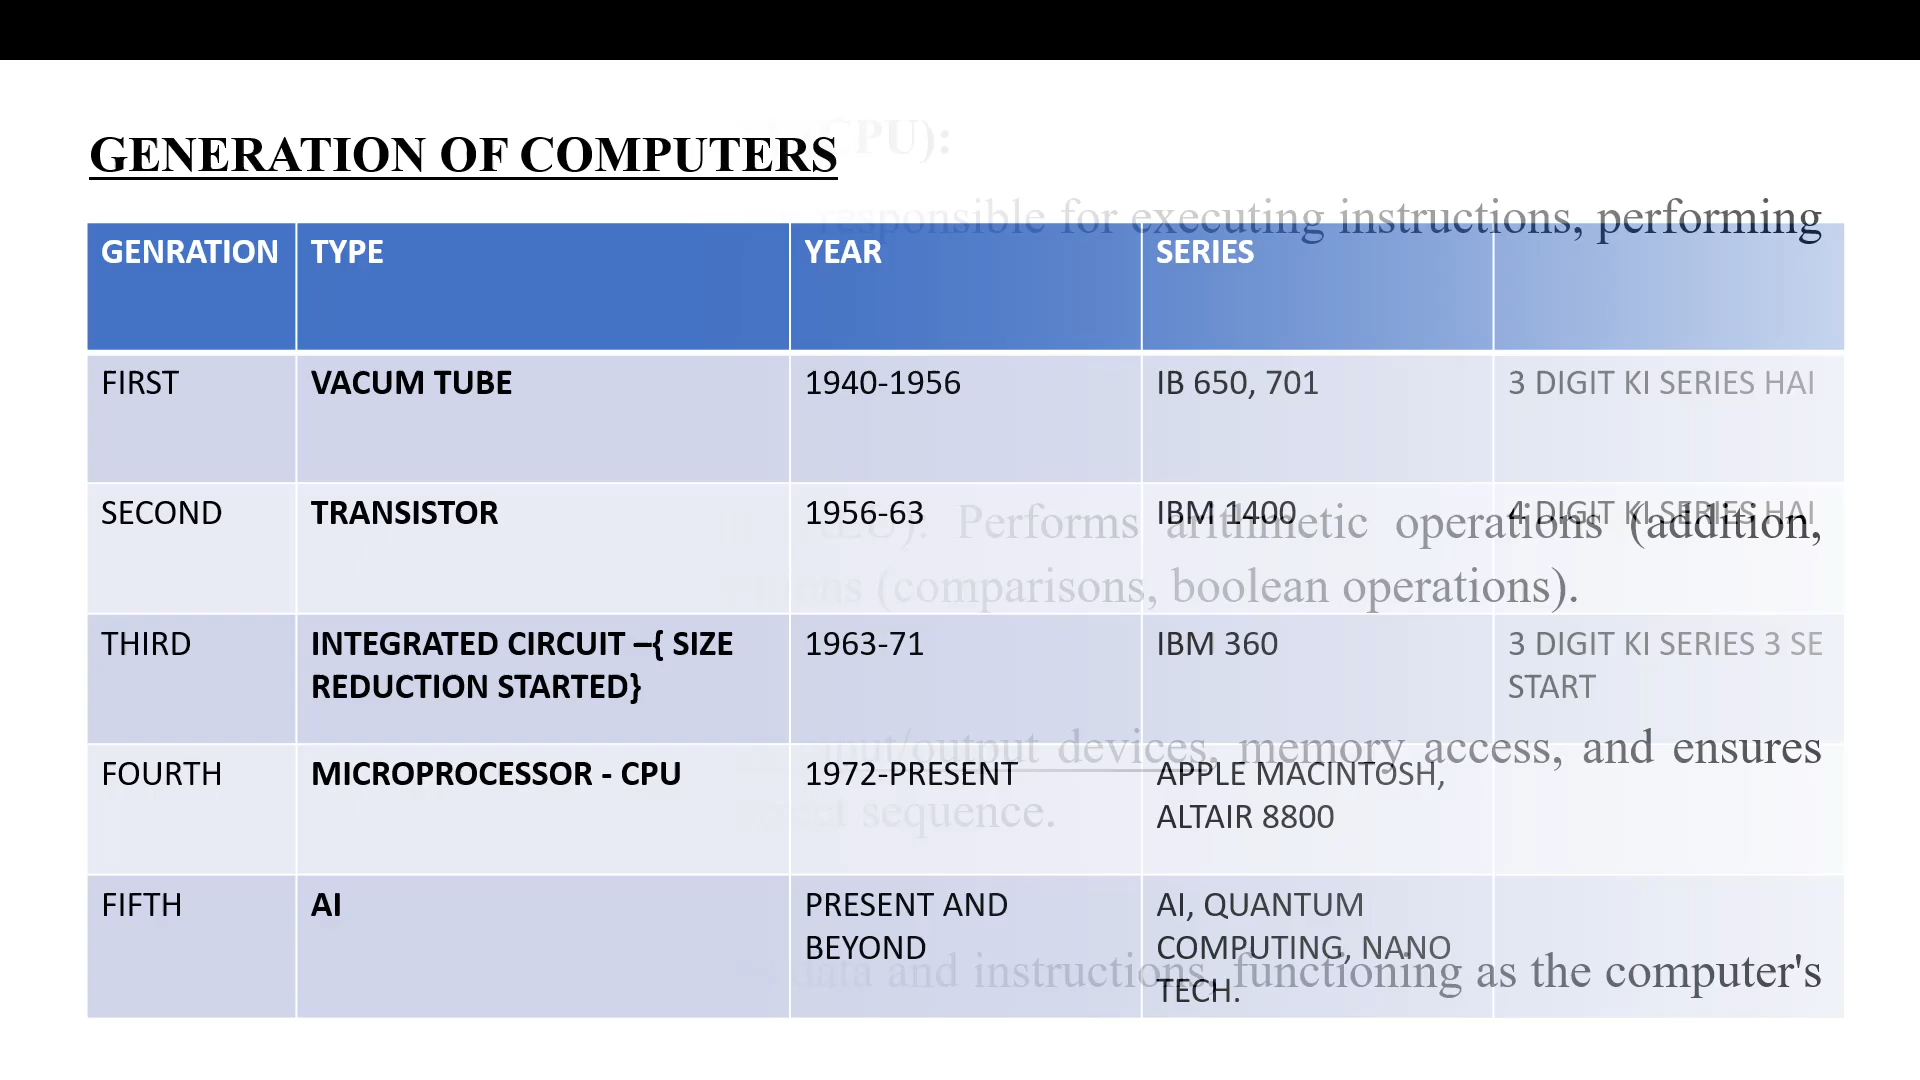 GENERATION OF COMPUTERS
CPU):
responsible for executing instructions, performing
GENRATION TYPE YEAR SERIES
FIRST VACUM TUBE 1940-1956 IB 650, 701 3 DIGIT KI SERIES HAI
SECOND TRANSISTOR 1956-63 IBM 1400 4 DIGIT KI SERIES HAI
Performs arithmetic operations (addition,
(comparisons, boolean operations).
THIRD INTEGRATED CIRCUIT –{ SIZE 1963-71 IBM 360 3 DIGIT KI SERIES 3 SE
REDUCTION STARTED} START
input/output devices, memory access, and ensures
FOURTH MICROPROCESSOR - CPU 1972-PRESENT APPLE MACINTOSH,
ALTAIR 8800
sequence.
FIFTH AI PRESENT AND AI, QUANTUM
BEYOND COMPUTING, NANO
data and instructions, functioning as the computer's
TECH.